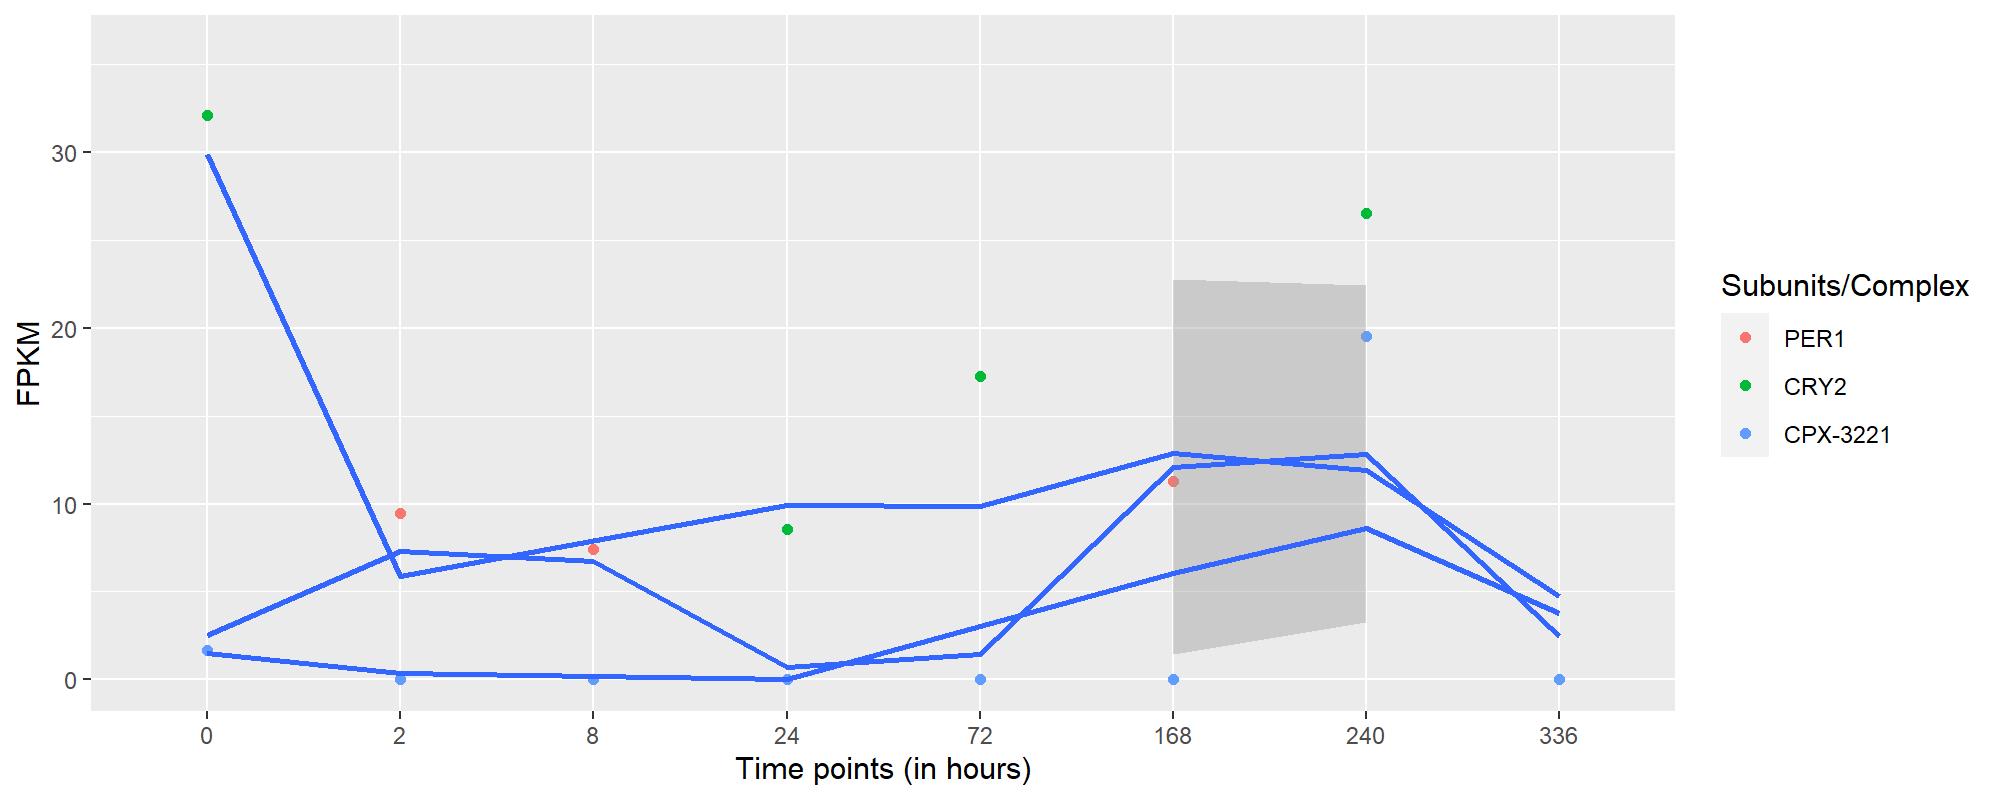 30
20
10
0
FPKM
0 2 8 24 72 168 240 336
Time points (in hours)
Subunits/Complex
PER1
CRY2
CPX-3221